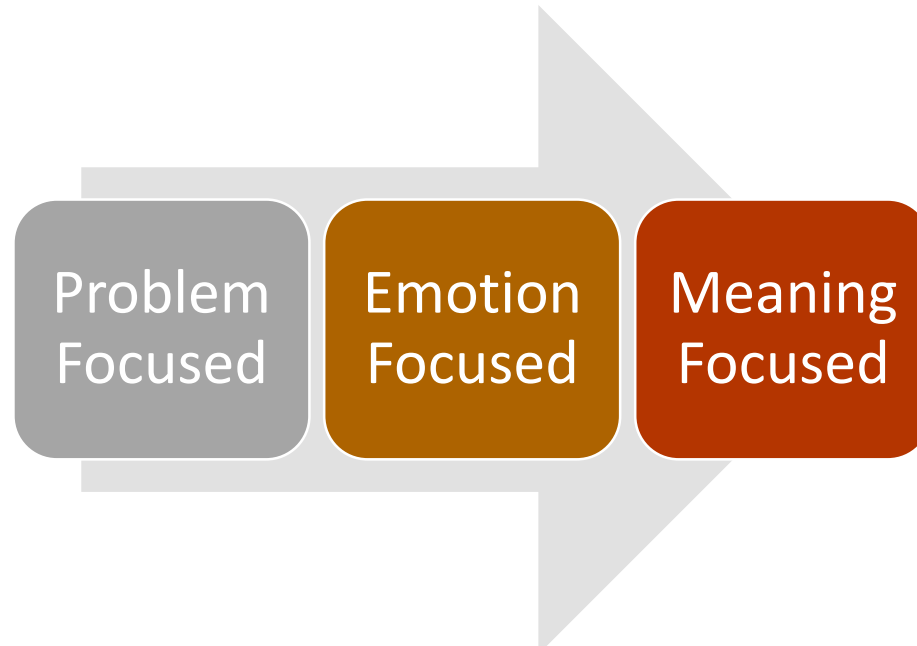 Problem
Focused
Emotion
Focused
Meaning
Focused